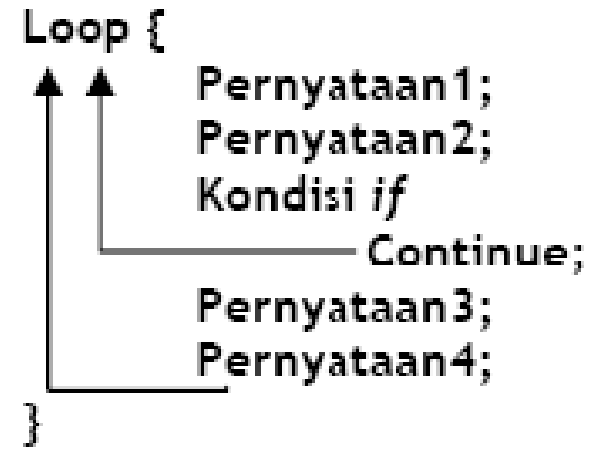 Loop {
Pernyataan1;
Pernyataan2;
Kondisi if
Continue;
Pernyataan3;
Pernyataan4;
}